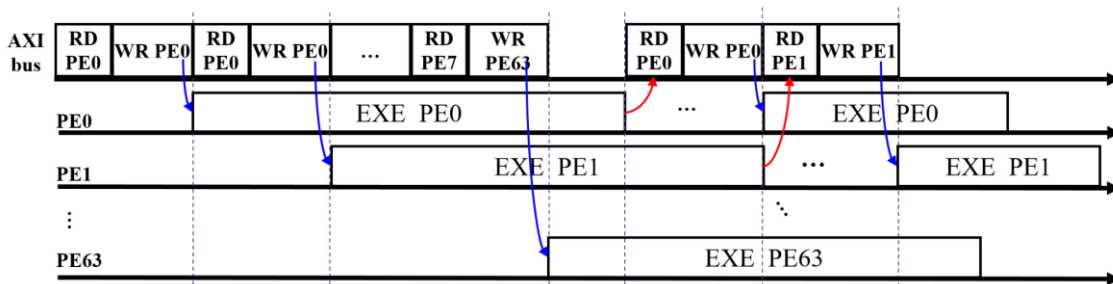 AXI bus
RD PE0
WR PE0
RD PE0
WR PE0
...
RD PE7
WR PE63
RD PE0
WR PE0
RD PE1
WR PE1
PE0
EXE PE0
...
EXE PE0
PE1
EXE PE1
...
EXE PE1
⋮
⋱
PE63
EXE PE63